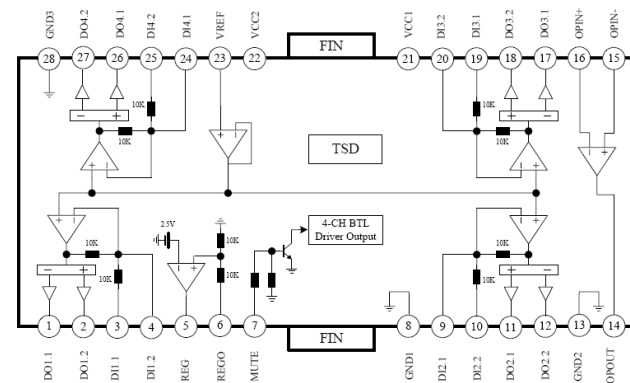 GND3 DO4.2 DO4.1 DI4.2 DI4.1 VREF VCC2 VCC1 DI3.2 DI3.1 DO3.2 DO3.1 OPIN+ OPIN-
FIN
28 27 26 25 24 23 22 21 20 19 18 17 16 15
10K 10K
- + - +
10K 10K
TSD
+ - + - - + + -
+ - 2.5V - +
4-CH BTL
Driver Output
10K 10K 10K
+ - - + 10K 10K 10K - +
1 2 3 4 5 6 7 8 9 10 11 12 13 14
FIN
DO1.1 DO1.2 DI1.1 DI1.2 REG REGO MUTE GND1 DI2.1 DI2.2 DO2.1 DO2.2 GND2 OPOUT